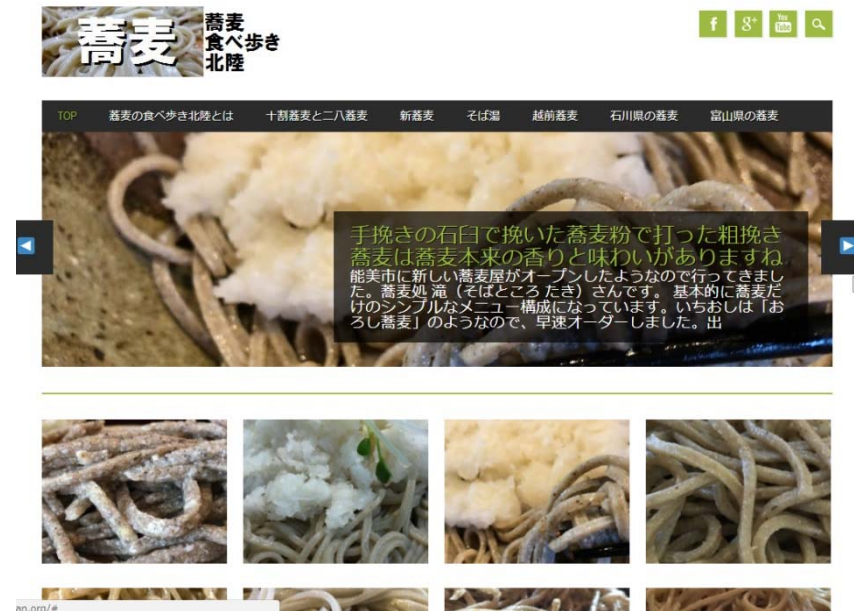 蕎麦
蕎麦
食べ歩き
北陸
f g+ You Tube
TOP 蕎麦の食べ歩き北陸とは 十割蕎麦と二八蕎麦 新蕎麦 そば湯 越前蕎麦 石川県の蕎麦 富山県の蕎麦
手挽きの石臼で挽いた蕎麦粉で打った粗挽き
蕎麦は蕎麦本来の香りと味わいがありますね
能美市に新しい蕎麦屋がオープンしたようなので行ってきまし
た。蕎麦処 滝（そばところ たき）さんです。 基本的に蕎麦だ
けのシンプルなメニュー構成になっています。いちおしは「お
ろし蕎麦」のようなので、早速オーダーしました。出
an.org/#